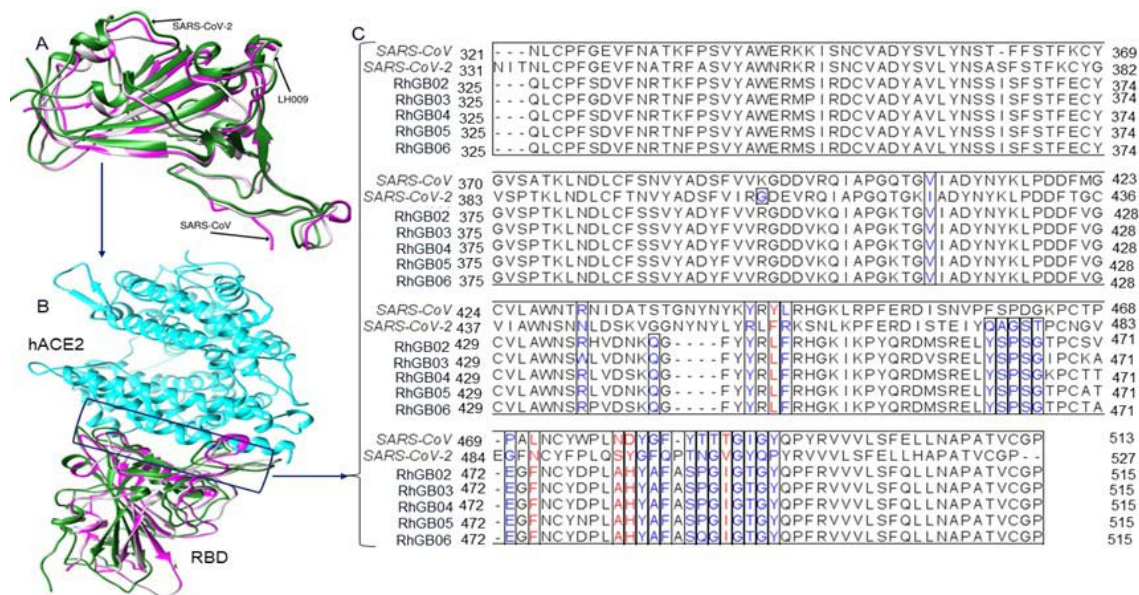 A
SARS-CoV-2
LH009
SARS-CoV
B
hACE2
RBD
C
SARS-CoV 321 ---NLCPFGEVFNATKFPSVYAWERKKISNCVADYSVLYNST-FFSTFKCY 369
SARS-CoV-2 331 NITNLCPFGEVFNATRFASVYAWNRKRISNCVADYSVLYNSASFSTFKCYG 382
RhGB02 325 ---QLCPFSDVFNRTNFPSVYAWERMSIRDCVADYAVLYNSSISFSTFECY 374
RhGB03 325 ---QLCPFGDVFNRTNFPSVYAWERMPIRDCVADYAVLYNSSISFSTFECY 374
RhGB04 325 ---QLCPFSDVFNRTNFPSVYAWERMRIRDCVADYAVLYNSSISFSTFECY 374
RhGB05 325 ---QLCPFSDVFNRTNFPSVYAWERMRIRDCVADYAVLYNSSISFSTFECY 374
RhGB06 325 ---QLCPFSDVFNRTNFPSVYAWERMSIRDCVADYAVLYNSSISFSTFECY 374
SARS-CoV 370 GVSATKLNDLCFSNVYADSFVVKGDDVRQIAPGQTGVIADYNYKLPDDFMG 423
SARS-CoV-2 383 VSPTKLNDLCFTNVYADSFVIRGDEVRQIAPGQTGKIADYNYKLPDDFTGC 436
RhGB02 375 GVSPTKLNDLCFSSVYADYFVVRGDDVKQIAPGKTGVIADYNYKLPDDFVG 428
RhGB03 375 GVSPTKLNDLCFSSVYADYFVVRGDDVKQIAPGKTGVIADYNYKLPDDFVG 428
RhGB04 375 GVSPTKLNDLCFSSVYADYFVVRGDDVKQIAPGKTGVIADYNYKLPDDFVG 428
RhGB05 375 GVSPTKLNDLCFSSVYADYFVVRGDDVKQIAPGKTGVIADYNYKLPDDFVG 428
RhGB06 375 GVSPTKLNDLCFSSVYADYFVVRGDDVKQIAPGKTGVIADYNYKLPDDFVG 428
SARS-CoV 424 CVLAWNTRNIDATSTGNYNYKYRYLRHGKLRPFERDISNVPFSPDGKPCTP 468
SARS-CoV-2 437 VIAWNSNNLDSKVGGNYNYLYRLFRKSNLKPFERDISTEIYQAGSTPCNGV 483
RhGB02 429 CVLAWNSRHVDNKQG----FYYRLFRHGKIKPYQRDMSRELYSPSGTPCSV 471
RhGB03 429 CVLAWNSWLVDNKQG----FYYRLFRHGKIKPYQRDMSRELYSPSGIPCKA 471
RhGB04 429 CVLAWNSRLVDNKQG----FYYRLFRHGKIKPYQRDMSRELYSPSGKPCTT 471
RhGB05 429 CVLAWNSRLVDNKQG----FYYRLFRHGKIKPYQRDMSRELYSPSGKPCTT 471
RhGB06 429 CVLAWNSRPVDSKQG----FYYRLFRHGKIKPYQRDMSRELYSPSGTPCTA 471
SARS-CoV 469 PALNCYWPLNDYGF-YTTTGIGYQPYRVVVLSFELLNAPATVCGP 513
SARS-CoV-2 484 EGFNCYFPLQSYGFQPTNGVGYQPYRVVVLSFELLHAPATVCGP-- 527
RhGB02 472 EGFNCYDPLAHYAFASPGIGTGYQPFRVVVLSFQLLNAPATVCGP 515
RhGB03 472 EGFNCYDPLAHYAFASPGIGTGYQPFRVVVLSFQLLNAPATVCGP 515
RhGB04 472 EGFNCYDPLAHYAFASPGIGTGYQPFRVVVLSFQLLNAPATVCGP 515
RhGB05 472 EGFNCYNPLAHYAFASPGIGTGYQPFRVVVLSFQLLNAPATVCGP 515
RhGB06 472 EGFNCYDPLAHYAFASQGIGTGYQPFRVVVLSFQLLNAPATVCGP 515